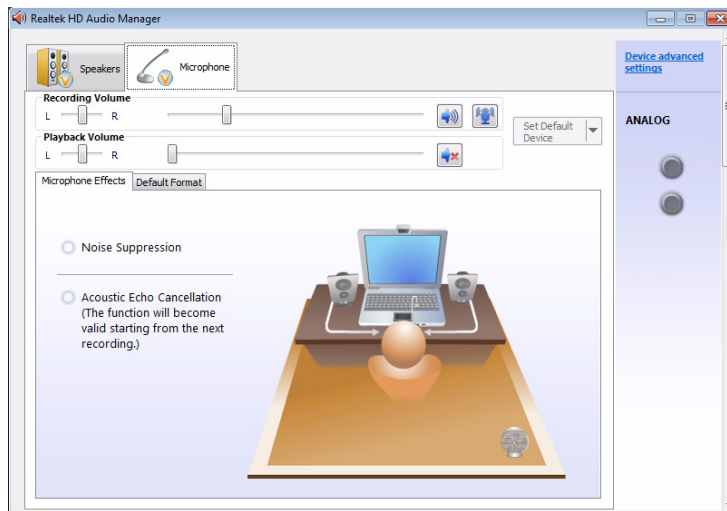 Realtek HD Audio Manager
Speakers
Microphone
Device advanced
settings
Recording Volume
L R
Set Default
Device
ANALOG
Playback Volume
L R
Microphone Effects
Default Format
Noise Suppression
Acoustic Echo Cancellation
(The function will become
valid starting from the next
recording.)